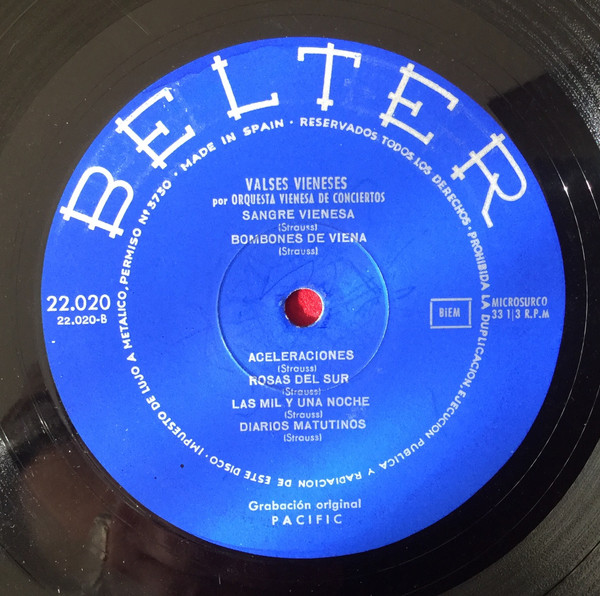 BELTER
IMPUESTO DE LUJO A METALICO, PERMISO Nº 3730 · MADE IN SPAIN · RESERVADOS TODOS LOS DERECHOS · PROHIBIDA LA DUPLICACION, EJECUCION PUBLICA Y RADIACION DE ESTE DISCO ·
VALSES VIENESES
por ORQUESTA VIENESA DE CONCIERTOS
SANGRE VIENESA
(Strauss)
BOMBONES DE VIENA
(Strauss)
22.020
22.020-B
BIEM
MICROSURCO
33 1|3 R.P.M
ACELERACIONES
(Strauss)
ROSAS DEL SUR
(Strauss)
LAS MIL Y UNA NOCHE
(Strauss)
DIARIOS MATUTINOS
(Strauss)
Grabación original
PACIFIC